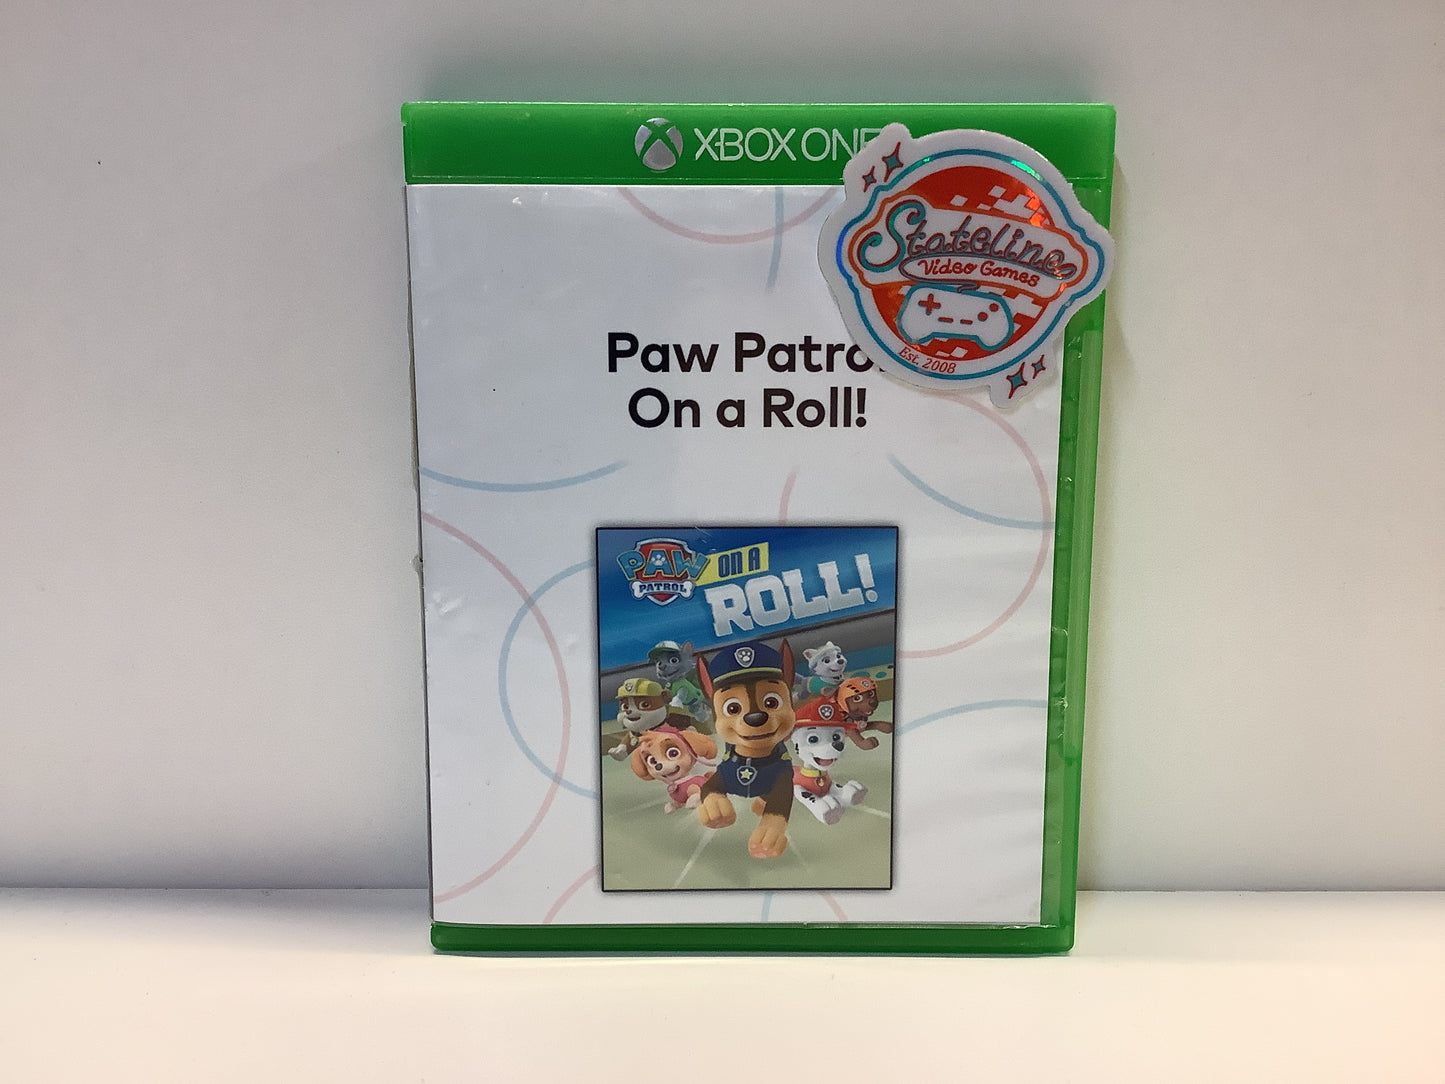 XBOX ONE
Stateline
Video Games
Est. 2008
Paw Patrol
On a Roll!
PAW
PATROL
ON A
ROLL!